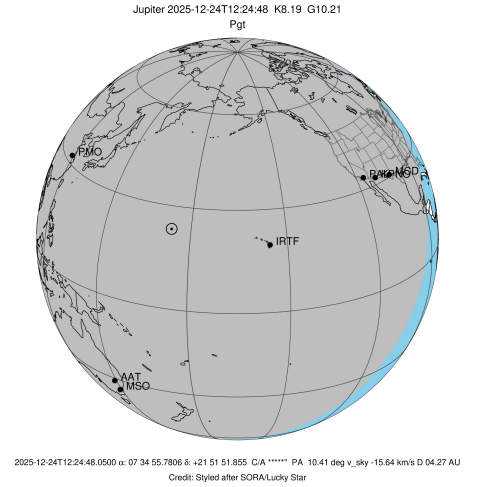 Jupiter 2025-12-24T12:24:48 K8.19 G10.21
Pgt
PMO
MGD
IRTF
AAT
MSO
2025-12-24T12:24:48.0500 α: 07 34 55.7806 δ: +21 51 51.855 C/A *****" PA 10.41 deg v_sky -15.64 km/s D 04.27 AU
Credit: Styled after SORA/Lucky Star